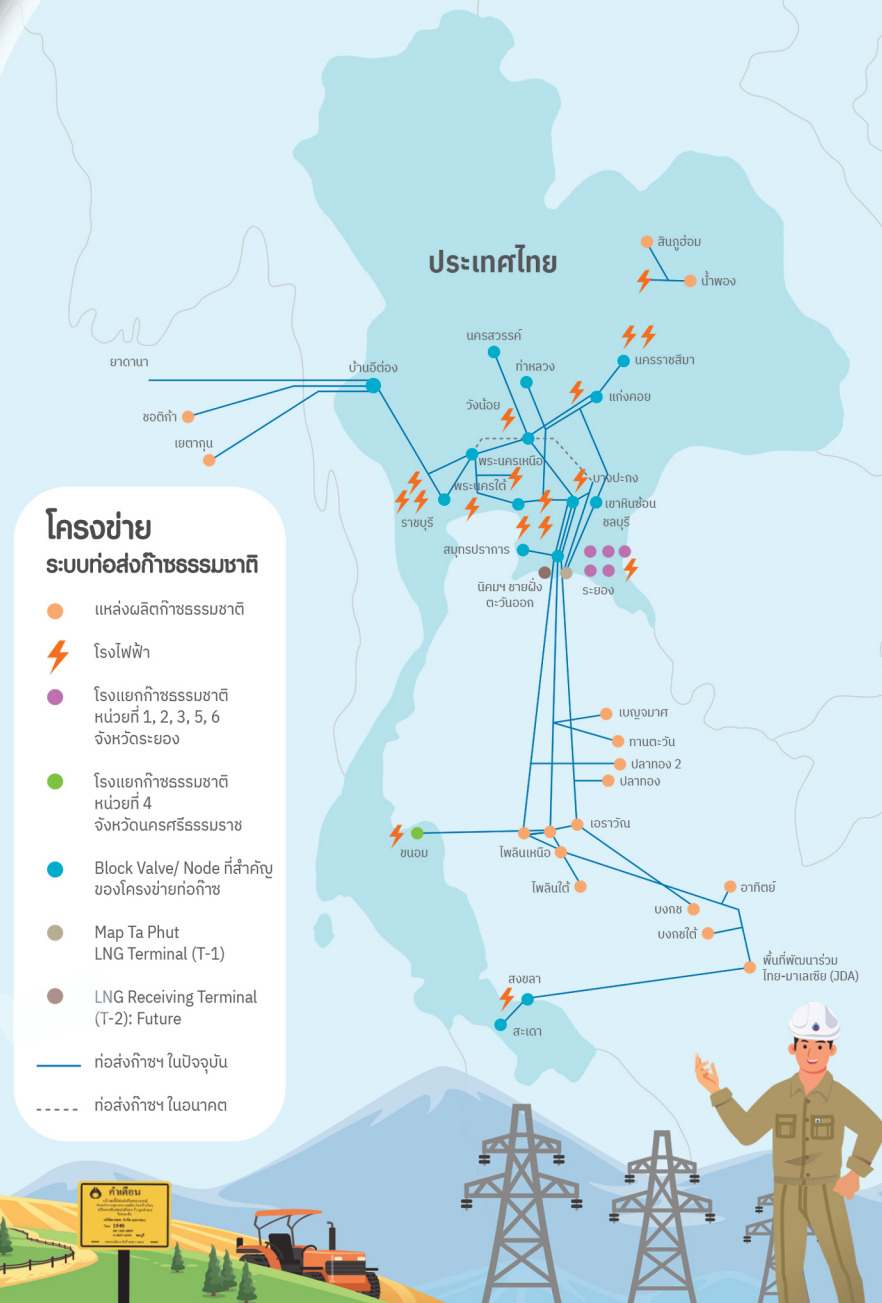 ประเทศไทย
สินภูฮ่อม
น้ำพอง
นครสวรรค์
ท่าหลวง
นครราชสีมา
ยาดานา
บ้านอีต่อง
แก่งคอย
ซอติก้า
วังน้อย
เยตากุน
พระนครเหนือ
บางปะกง
พระนครใต้
ราชบุรี
เขาหินซ้อน
ชลบุรี
สมุทรปราการ
นิคมฯ ชายฝั่ง
ตะวันออก
ระยอง
โครงข่าย
ระบบท่อส่งก๊าซธรรมชาติ
แหล่งผลิตก๊าซธรรมชาติ
โรงไฟฟ้า
โรงแยกก๊าซธรรมชาติ
หน่วยที่ 1, 2, 3, 5, 6
จังหวัดระยอง
โรงแยกก๊าซธรรมชาติ
หน่วยที่ 4
จังหวัดนครศรีธรรมราช
Block Valve/ Node ที่สำคัญ
ของโครงข่ายท่อก๊าซ
Map Ta Phut
LNG Terminal (T-1)
LNG Receiving Terminal
(T-2): Future
ท่อส่งก๊าซฯ ในปัจจุบัน
ท่อส่งก๊าซฯ ในอนาคต
เบญจมาศ
ทานตะวัน
ปลาทอง 2
ปลาทอง
เอราวัณ
ขนอม
ไพลินเหนือ
ไพลินใต้
อาทิตย์
บงกช
บงกชใต้
พื้นที่พัฒนาร่วม
ไทย-มาเลเซีย (JDA)
สงขลา
สะเดา
คำเตือน
โทร 1540